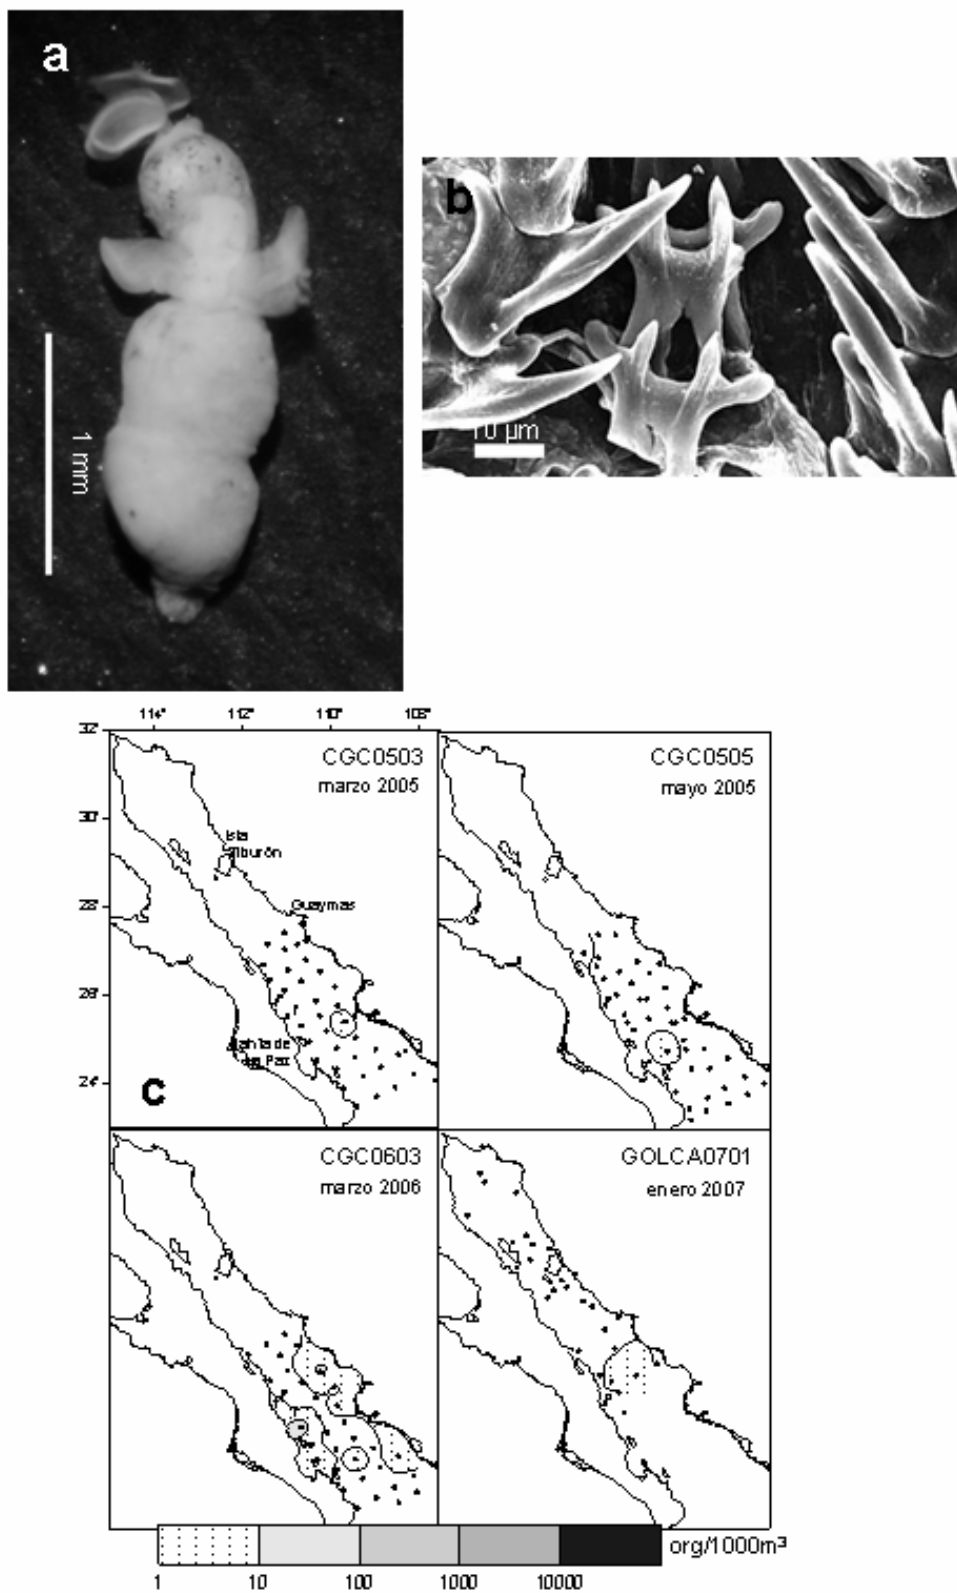 a
1 mm
b
10 µm
114° 112° 110° 108°
32°
30°
28°
26°
24°
CGC0503
marzo 2005
Isla
Tiburón
Guaymas
Bahía de
La Paz
c
CGC0505
mayo 2005
CGC0603
marzo 2006
GOLCA0701
enero 2007
org/1000m³
1 10 100 1000 10000